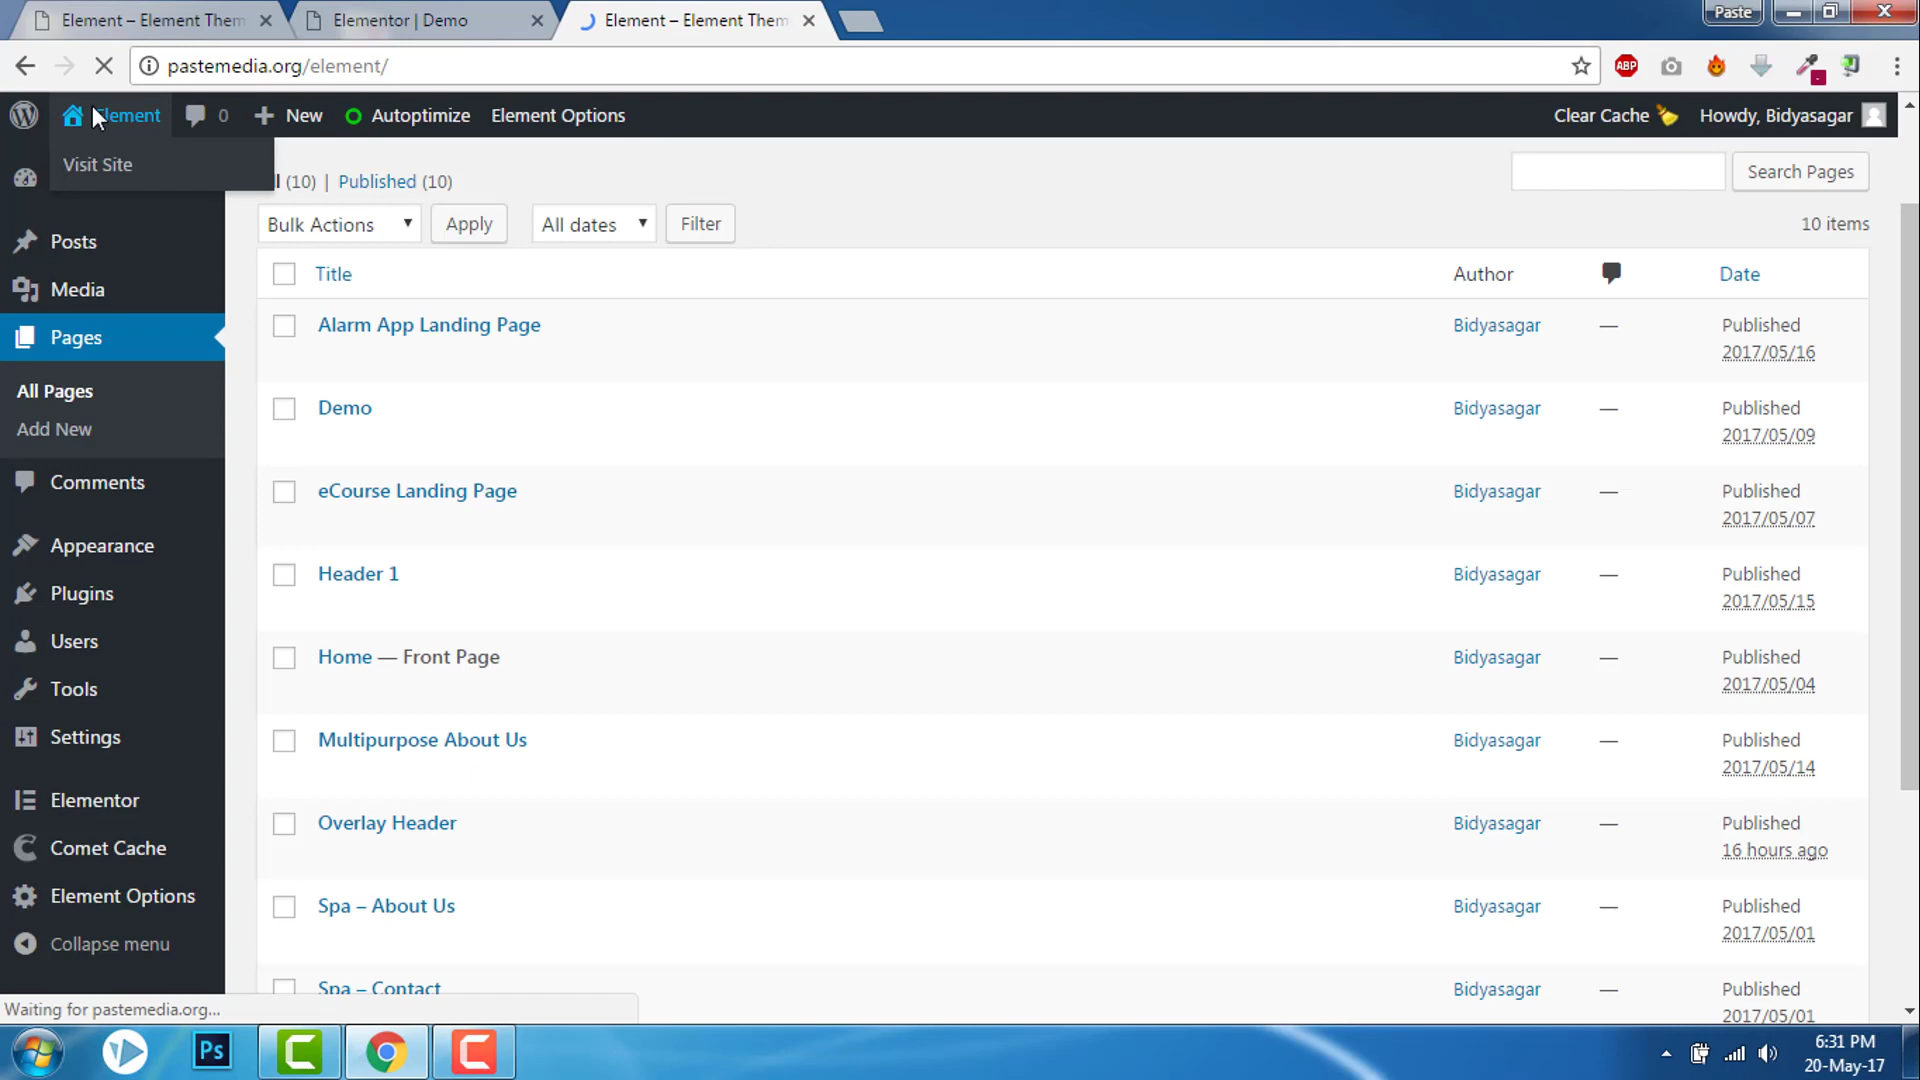 Element – Element Them
Elementor | Demo
Element – Element Them
Paste
pastemedia.org/element/
ABP
Element
0
New
Autoptimize
Element Options
Clear Cache
Howdy, Bidyasagar
Visit Site
(10) | Published (10)
Search Pages
Bulk Actions
Apply
All dates
Filter
10 items
Posts
Media
Pages
All Pages
Add New
Comments
Appearance
Plugins
Users
Tools
Settings
Elementor
Comet Cache
Element Options
Collapse menu
Title
Author
Date
Alarm App Landing Page
Bidyasagar
—
Published
2017/05/16
Demo
Bidyasagar
—
Published
2017/05/09
eCourse Landing Page
Bidyasagar
—
Published
2017/05/07
Header 1
Bidyasagar
—
Published
2017/05/15
Home — Front Page
Bidyasagar
—
Published
2017/05/04
Multipurpose About Us
Bidyasagar
—
Published
2017/05/14
Overlay Header
Bidyasagar
—
Published
16 hours ago
Spa – About Us
Bidyasagar
—
Published
2017/05/01
Spa – Contact
Bidyasagar
—
Published
2017/05/01
Waiting for pastemedia.org...
Ps
6:31 PM
20-May-17